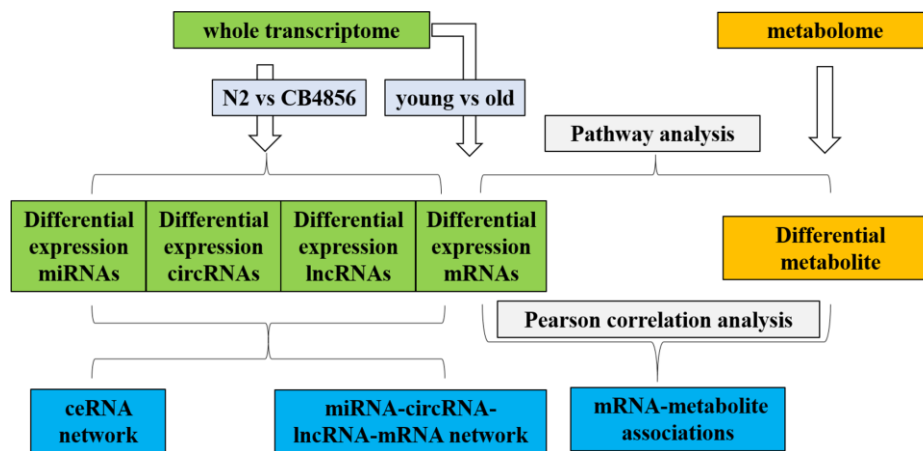 whole transcriptome
metabolome
N2 vs CB4856
young vs old
Pathway analysis
Differential
expression
miRNAs
Differential
expression
circRNAs
Differential
expression
lncRNAs
Differential
expression
mRNAs
Differential
metabolite
Pearson correlation analysis
ceRNA
network
miRNA-circRNA-
lncRNA-mRNA network
mRNA-metabolite
associations